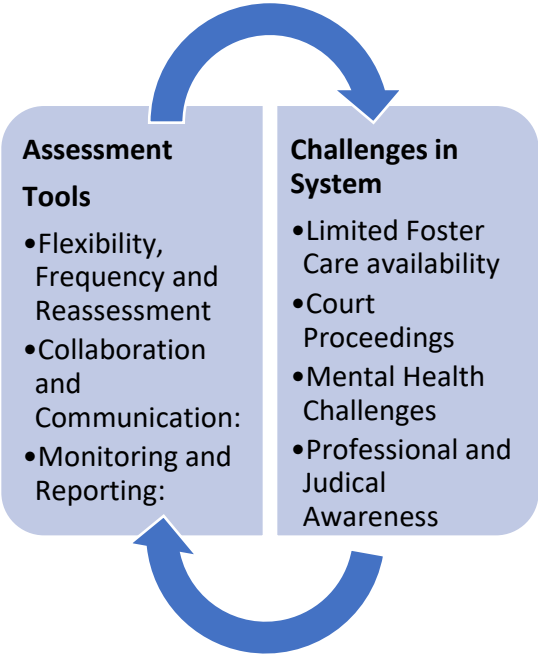 Assessment
Tools
•Flexibility,
Frequency and
Reassessment
•Collaboration
and
Communication:
•Monitoring and
Reporting:
Challenges in
System
•Limited Foster
Care availability
•Court
Proceedings
•Mental Health
Challenges
•Professional and
Judical
Awareness